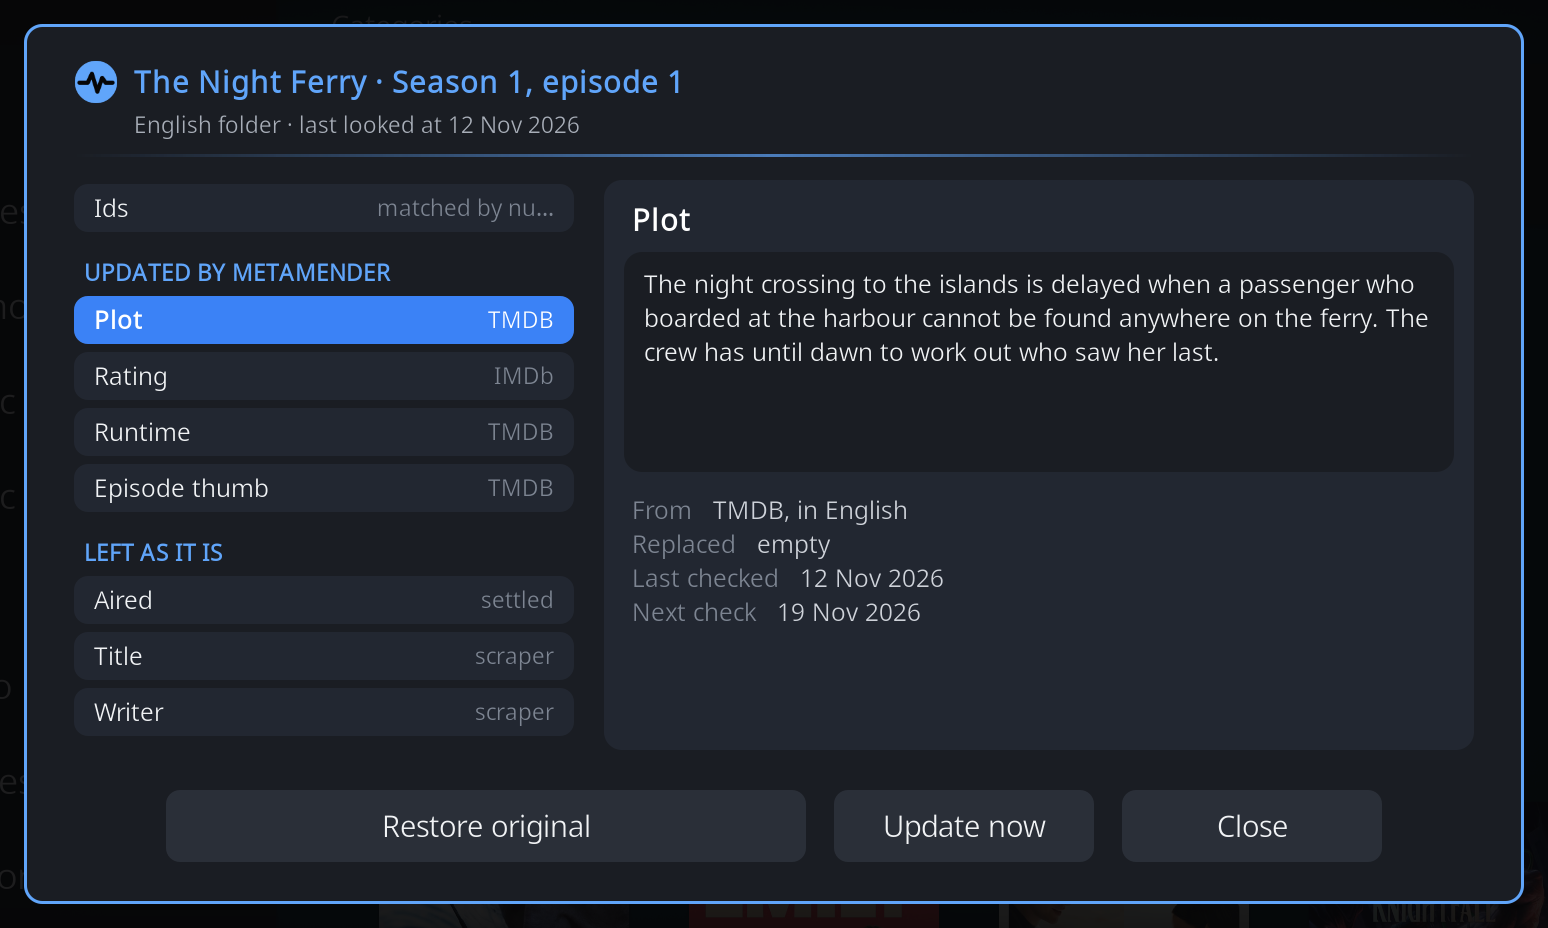 Categories
The Night Ferry · Season 1, episode 1
English folder · last looked at 12 Nov 2026
Ids matched by nu...
UPDATED BY METAMENDER
Plot TMDB
Rating IMDb
Runtime TMDB
Episode thumb TMDB
LEFT AS IT IS
Aired settled
Title scraper
Writer scraper
Plot
The night crossing to the islands is delayed when a passenger who
boarded at the harbour cannot be found anywhere on the ferry. The
crew has until dawn to work out who saw her last.
From TMDB, in English
Replaced empty
Last checked 12 Nov 2026
Next check 19 Nov 2026
Restore original
Update now
Close